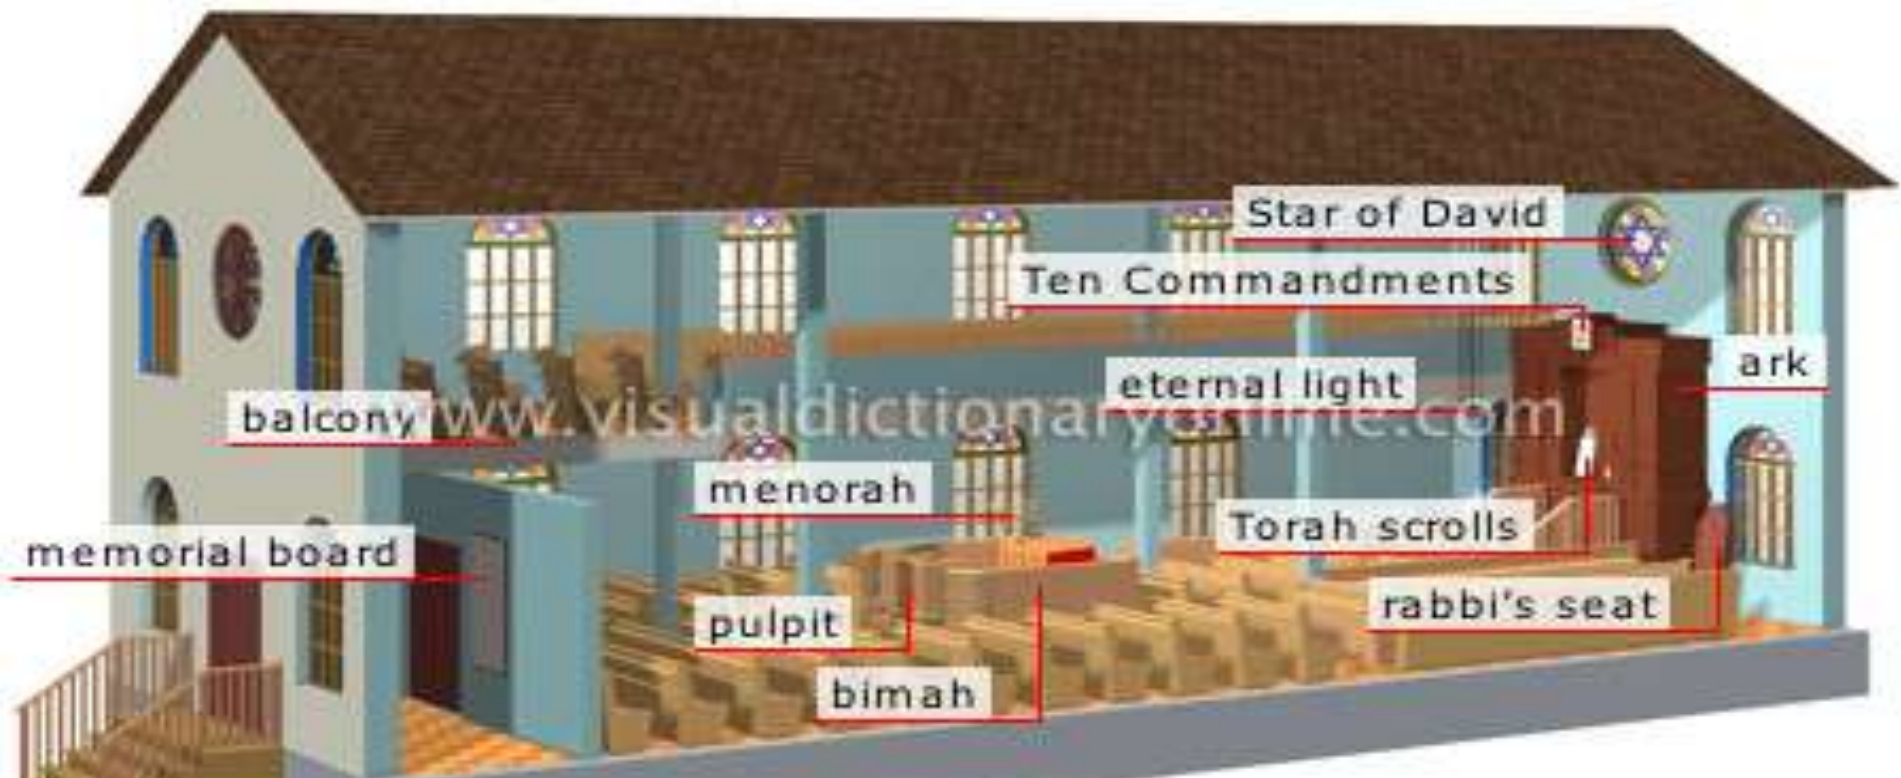 Star of David
Ten Commandments
ark
eternal light
balcony
www.visualdictionaryonline.com
menorah
Torah scrolls
memorial board
rabbi's seat
pulpit
bimah